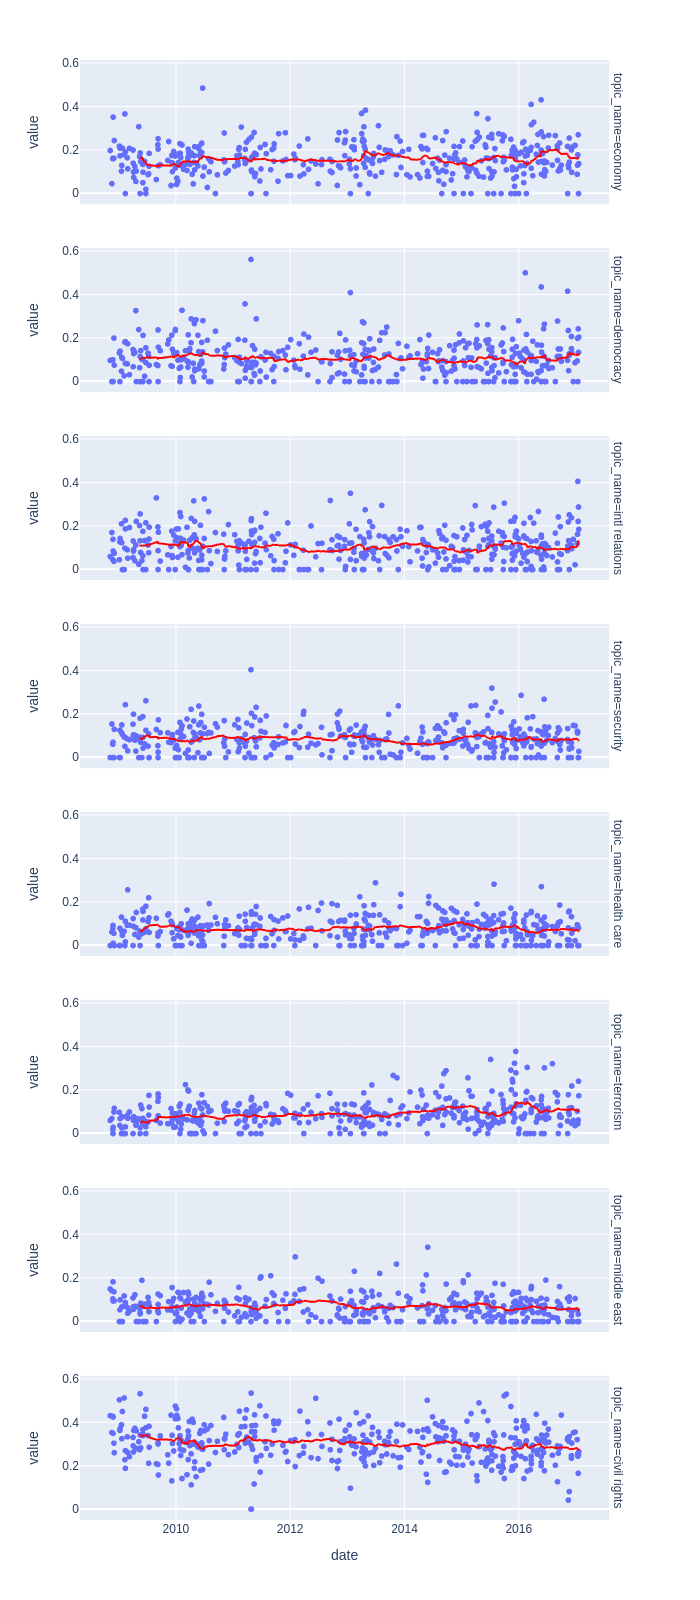 0.6
0.4
0.2
0
value
topic_name=economy
0.6
0.4
0.2
0
value
topic_name=democracy
0.6
0.4
0.2
0
value
topic_name=intl relations
0.6
0.4
0.2
0
value
topic_name=security
0.6
0.4
0.2
0
value
topic_name=health care
0.6
0.4
0.2
0
value
topic_name=terrorism
0.6
0.4
0.2
0
value
topic_name=middle east
0.6
0.4
0.2
0
value
topic_name=civil rights
2010 2012 2014 2016
date